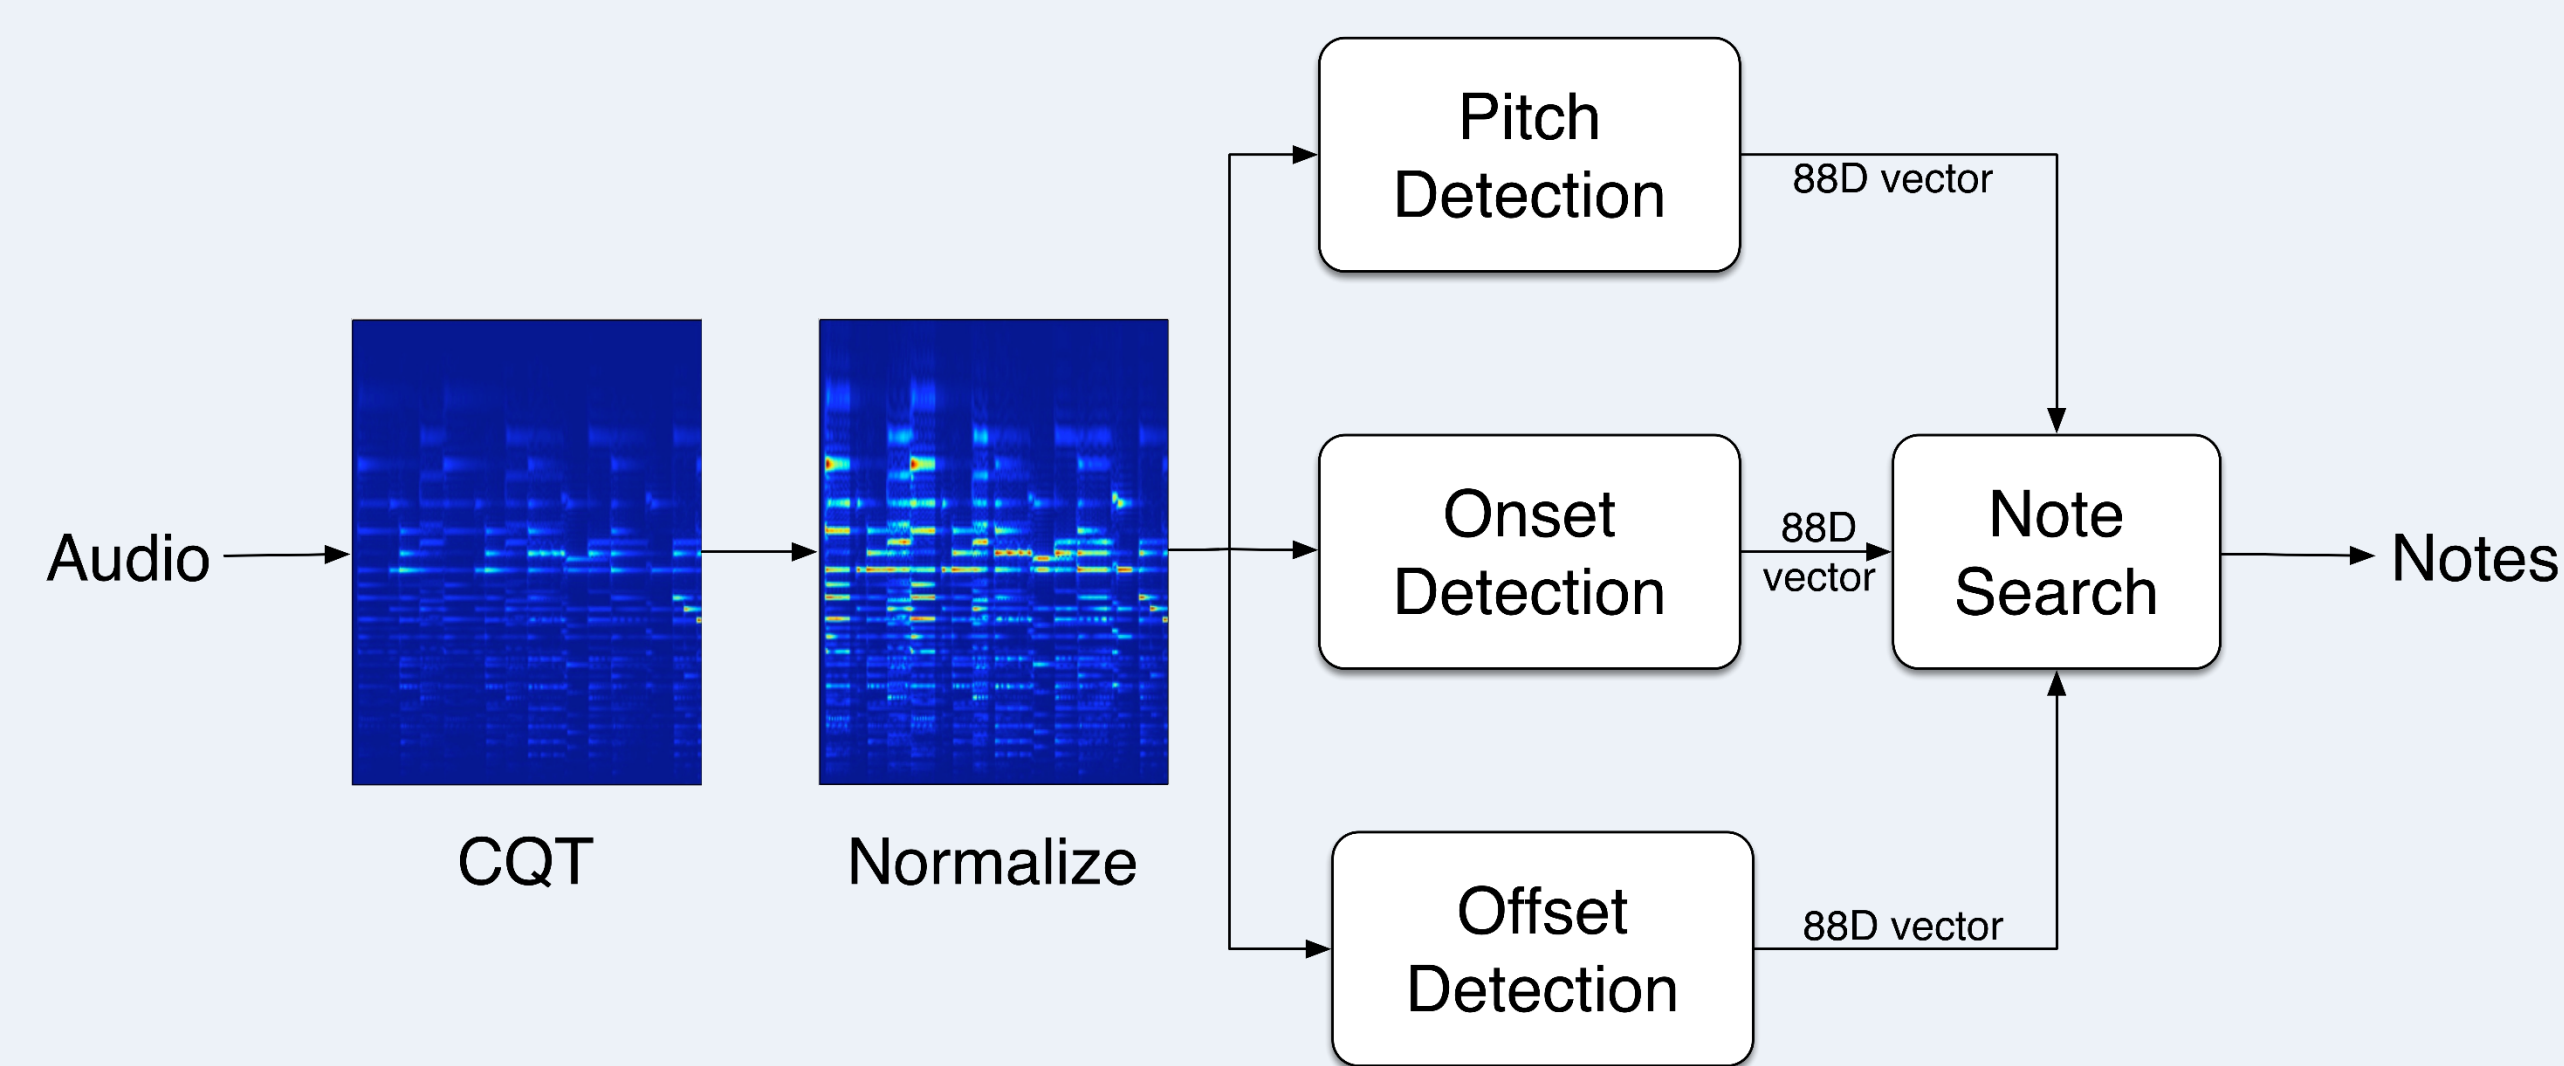 Audio
CQT
Normalize
Pitch
Detection
88D vector
Onset
Detection
88D
vector
Offset
Detection
88D vector
Note
Search
Notes